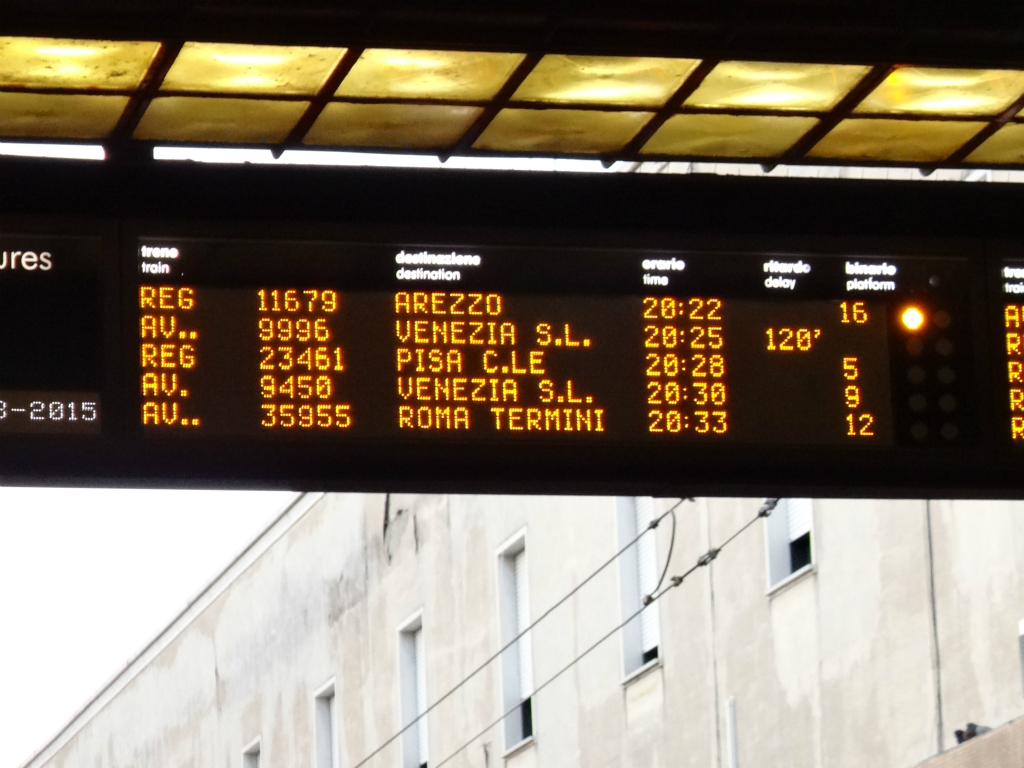 ures
3-2015
treno destinazione orario ritardo binario
train destination time delay platform
REG 11679 AREZZO 20:22 16
AV.. 9996 VENEZIA S.L. 20:25 120'
REG 23461 PISA C.LE 20:28 5
AV. 9450 VENEZIA S.L. 20:30 9
AV.. 35955 ROMA TERMINI 20:33 12